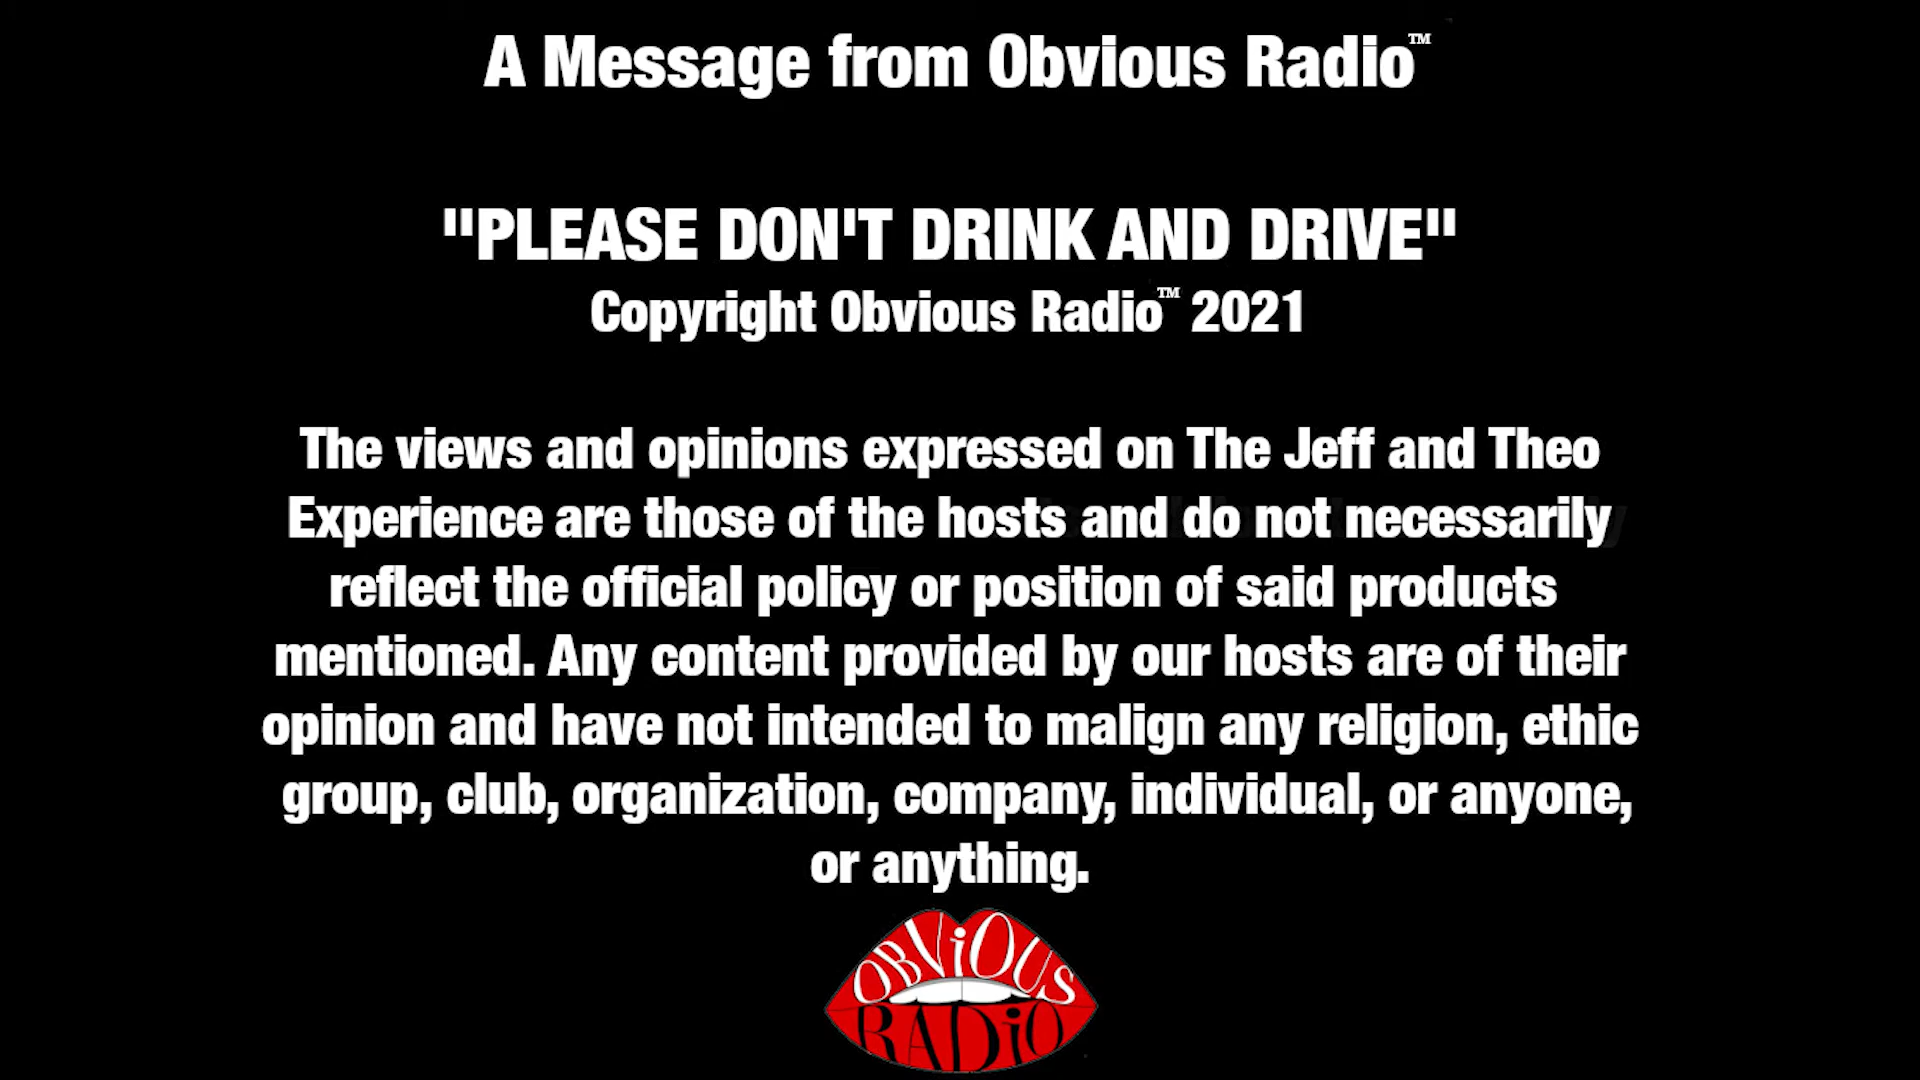 A Message from Obvious Radio™
"PLEASE DON'T DRINK AND DRIVE"
Copyright Obvious Radio™ 2021
The views and opinions expressed on The Jeff and Theo
Experience are those of the hosts and do not necessarily
reflect the official policy or position of said products
mentioned. Any content provided by our hosts are of their
opinion and have not intended to malign any religion, ethic
group, club, organization, company, individual, or anyone,
or anything.
OBViOUS
RADiO